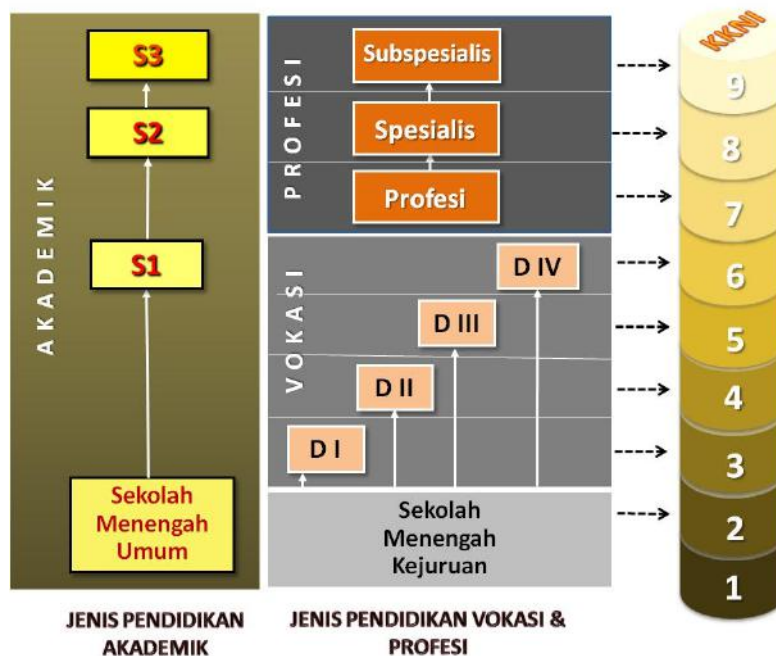 AKADEMIK
S3
S2
S1
Sekolah
Menengah
Umum
JENIS PENDIDIKAN
AKADEMIK
PROFESI
Subspesialis
Spesialis
Profesi
VOKASI
D IV
D III
D II
D I
Sekolah
Menengah
Kejuruan
JENIS PENDIDIKAN VOKASI &
PROFESI
KKNI
9
8
7
6
5
4
3
2
1